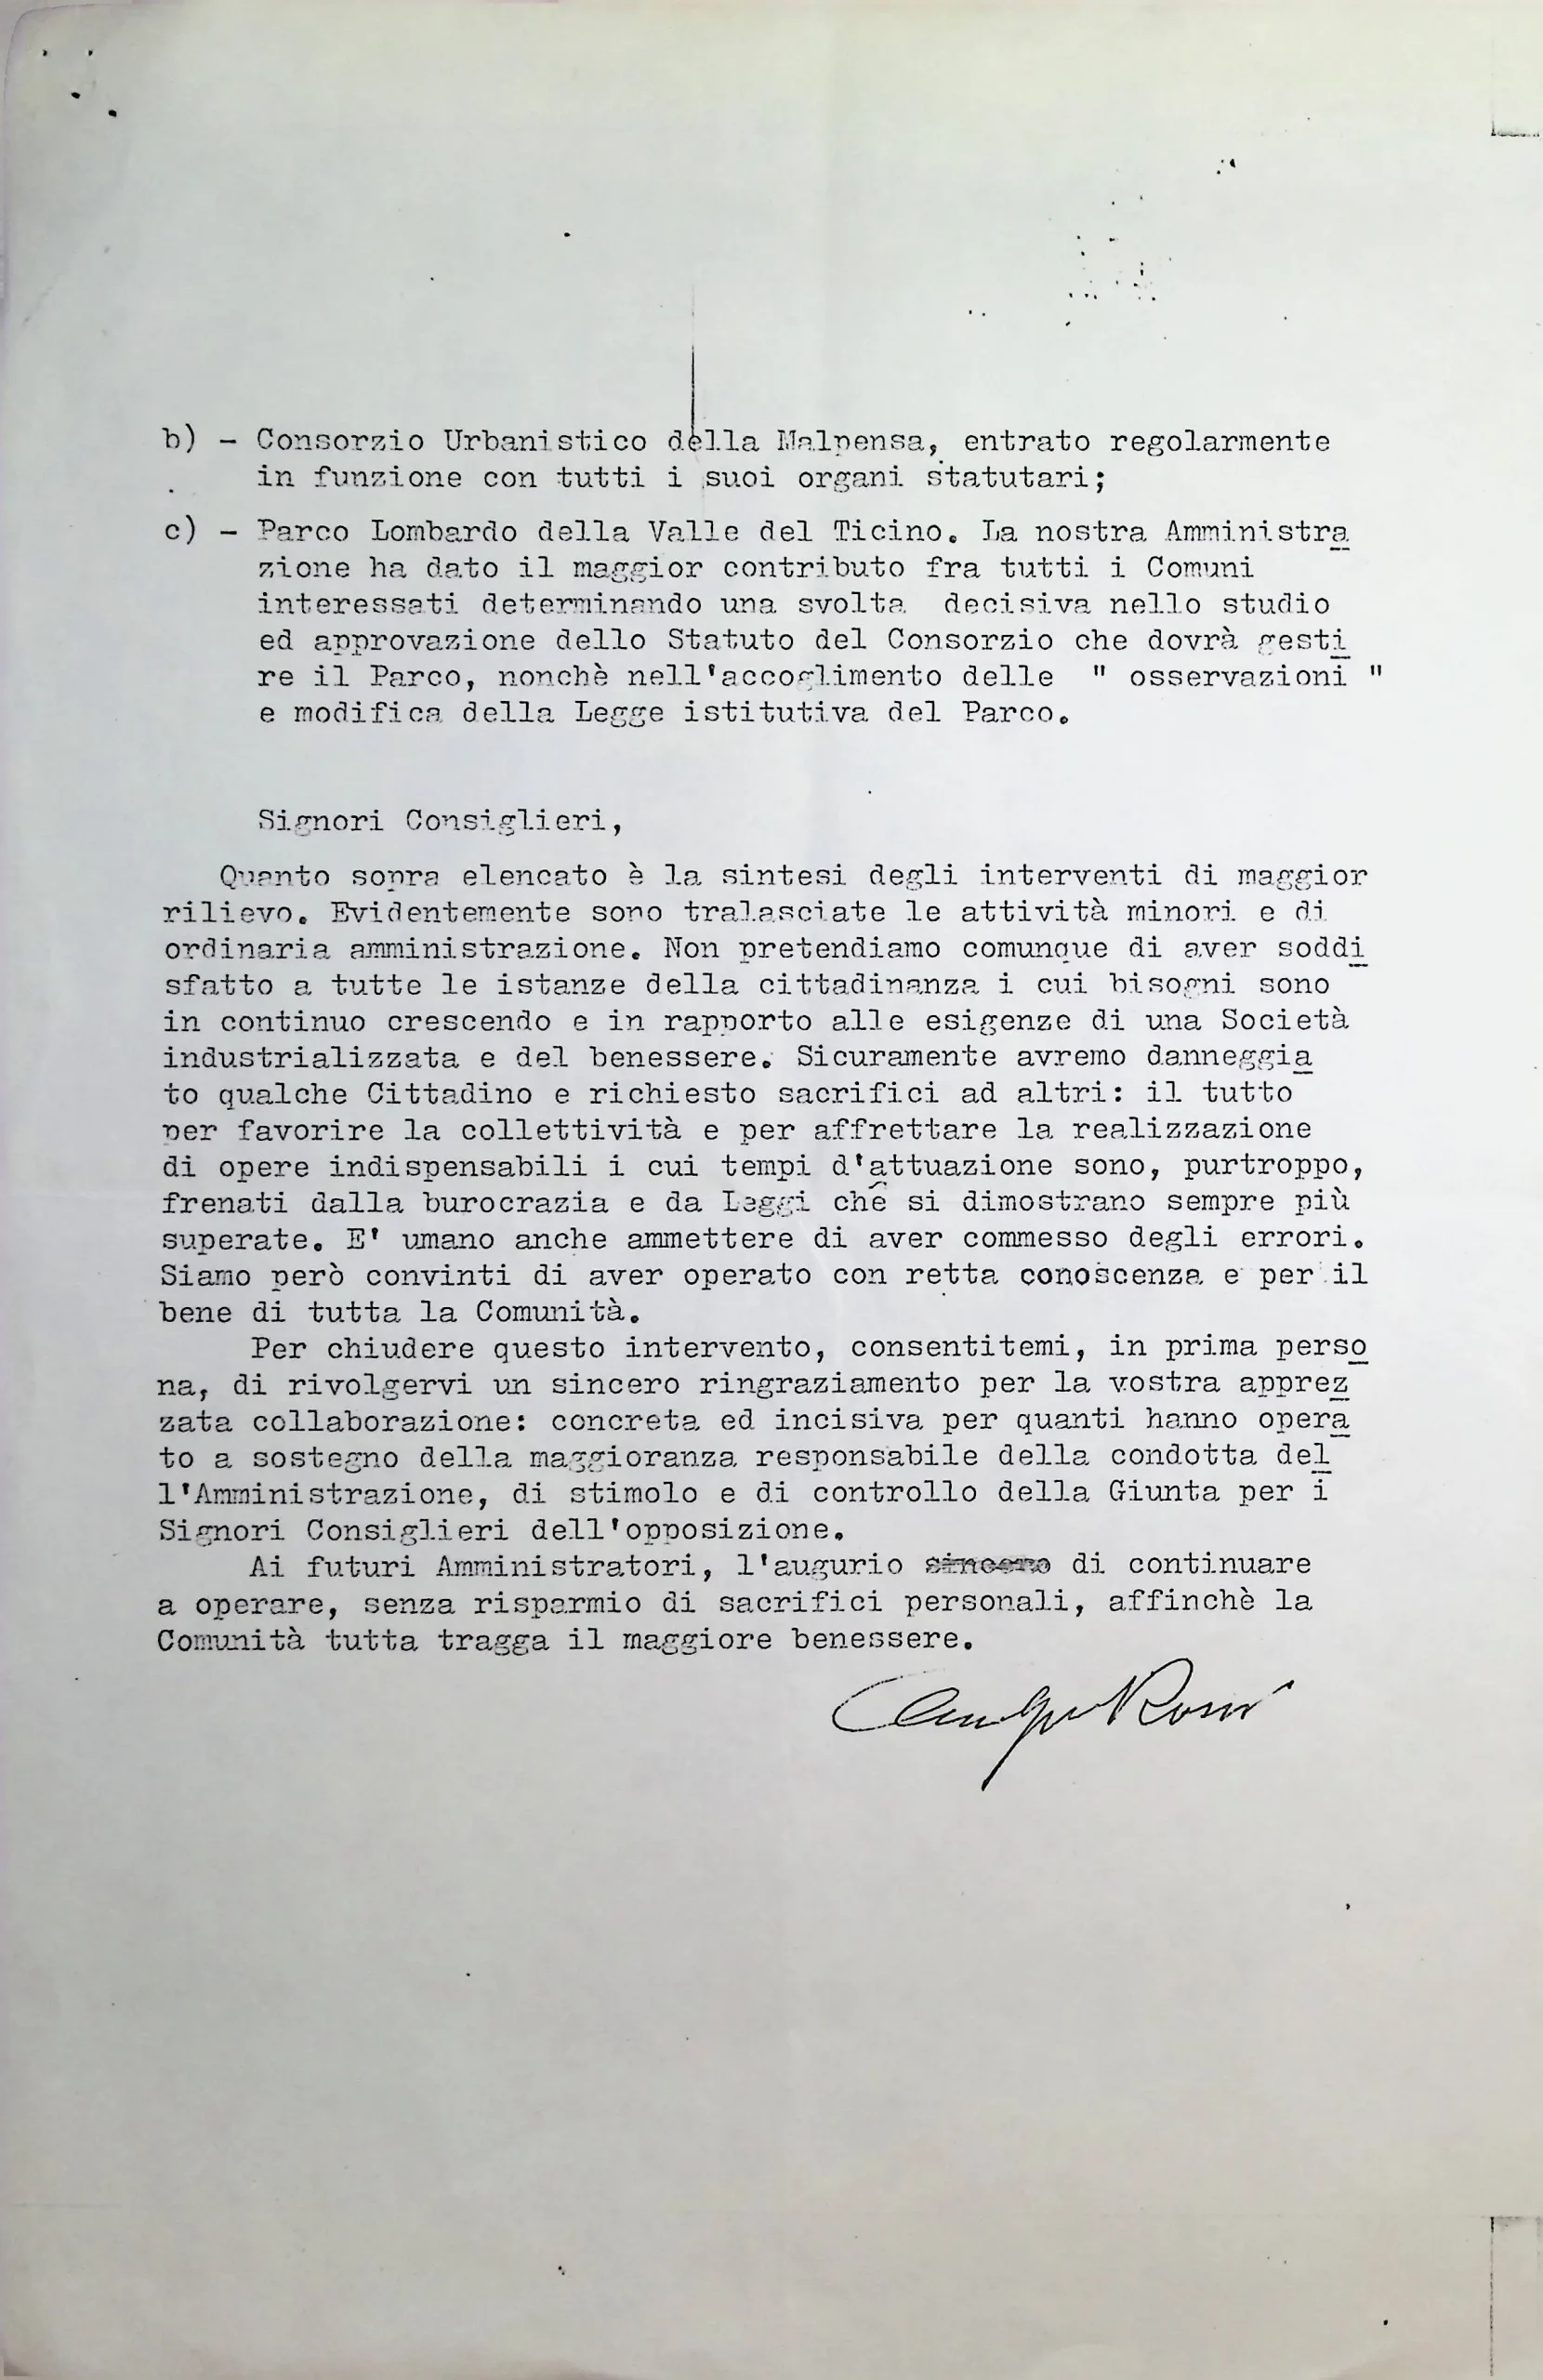 b) - Consorzio Urbanistico della Malpensa, entrato regolarmente
in funzione con tutti i suoi organi statutari;
c) - Parco Lombardo della Valle del Ticino. La nostra Amministra
zione ha dato il maggior contributo fra tutti i Comuni
interessati determinando una svolta decisiva nello studio
ed approvazione dello Statuto del Consorzio che dovrà gesti
re il Parco, nonchè nell'accoglimento delle " osservazioni "
e modifica della Legge istitutiva del Parco.
Signori Consiglieri,
Quanto sopra elencato è la sintesi degli interventi di maggior
rilievo. Evidentemente sono tralasciate le attività minori e di
ordinaria amministrazione. Non pretendiamo comunque di aver soddi
sfatto a tutte le istanze della cittadinanza i cui bisogni sono
in continuo crescendo e in rapporto alle esigenze di una Società
industrializzata e del benessere. Sicuramente avremo danneggia
to qualche Cittadino e richiesto sacrifici ad altri: il tutto
per favorire la collettività e per affrettare la realizzazione
di opere indispensabili i cui tempi d'attuazione sono, purtroppo,
frenati dalla burocrazia e da Leggi che si dimostrano sempre più
superate. E' umano anche ammettere di aver commesso degli errori.
Siamo però convinti di aver operato con retta conoscenza e per il
bene di tutta la Comunità.
Per chiudere questo intervento, consentitemi, in prima perso
na, di rivolgervi un sincero ringraziamento per la vostra apprez
zata collaborazione: concreta ed incisiva per quanti hanno opera
to a sostegno della maggioranza responsabile della condotta del
l'Amministrazione, di stimolo e di controllo della Giunta per i
Signori Consiglieri dell'opposizione.
Ai futuri Amministratori, l'augurio sincero di continuare
a operare, senza risparmio di sacrifici personali, affinchè la
Comunità tutta tragga il maggiore benessere.
Rossi